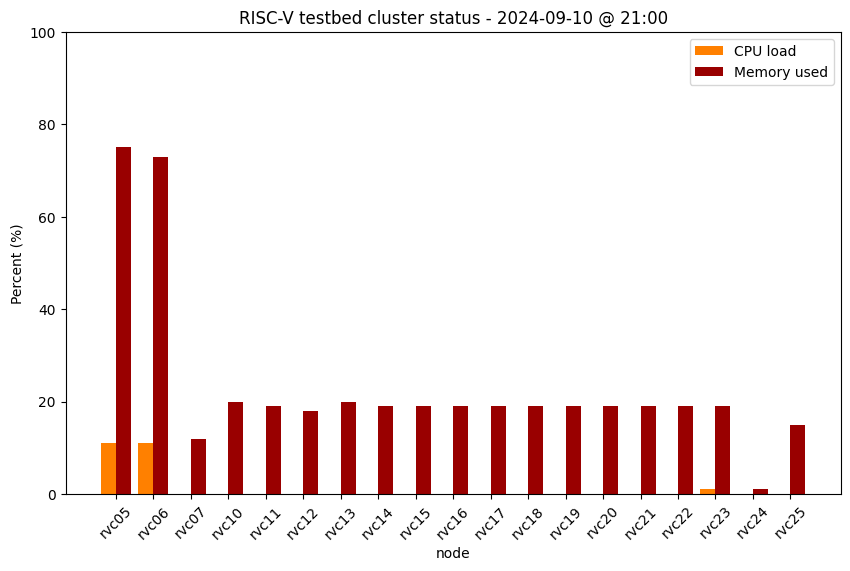 RISC-V testbed cluster status - 2024-09-10 @ 21:00
CPU load
Memory used
Percent (%)
100
80
60
40
20
0
rvc05
rvc06
rvc07
rvc10
rvc11
rvc12
rvc13
rvc14
rvc15
rvc16
rvc17
rvc18
rvc19
rvc20
rvc21
rvc22
rvc23
rvc24
rvc25
node